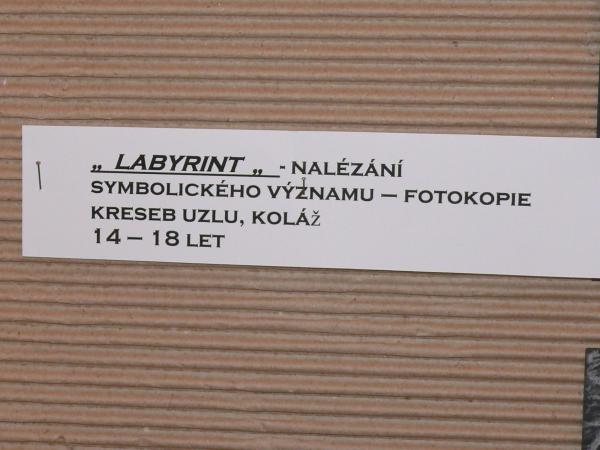 „ LABYRINT „ - NALÉZÁNÍ
SYMBOLICKÉHO VÝZNAMU – FOTOKOPIE
KRESEB UZLU, KOLÁŽ
14 – 18 LET